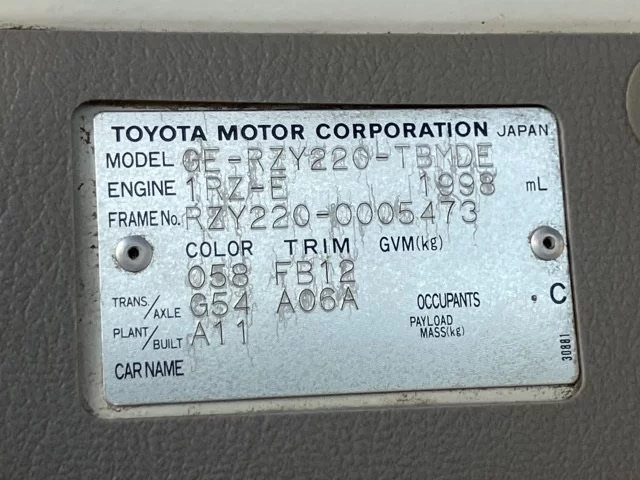 TOYOTA MOTOR CORPORATION JAPAN
MODEL GE-RZY220-TBMDE
ENGINE 1RZ-E 1998 mL
FRAME No. RZY220-0005473
COLOR TRIM GVM(kg)
058 FB12
TRANS./AXLE G54 A06A OCCUPANTS C
PLANT/BUILT A11 PAYLOAD MASS(kg)
CAR NAME
30881